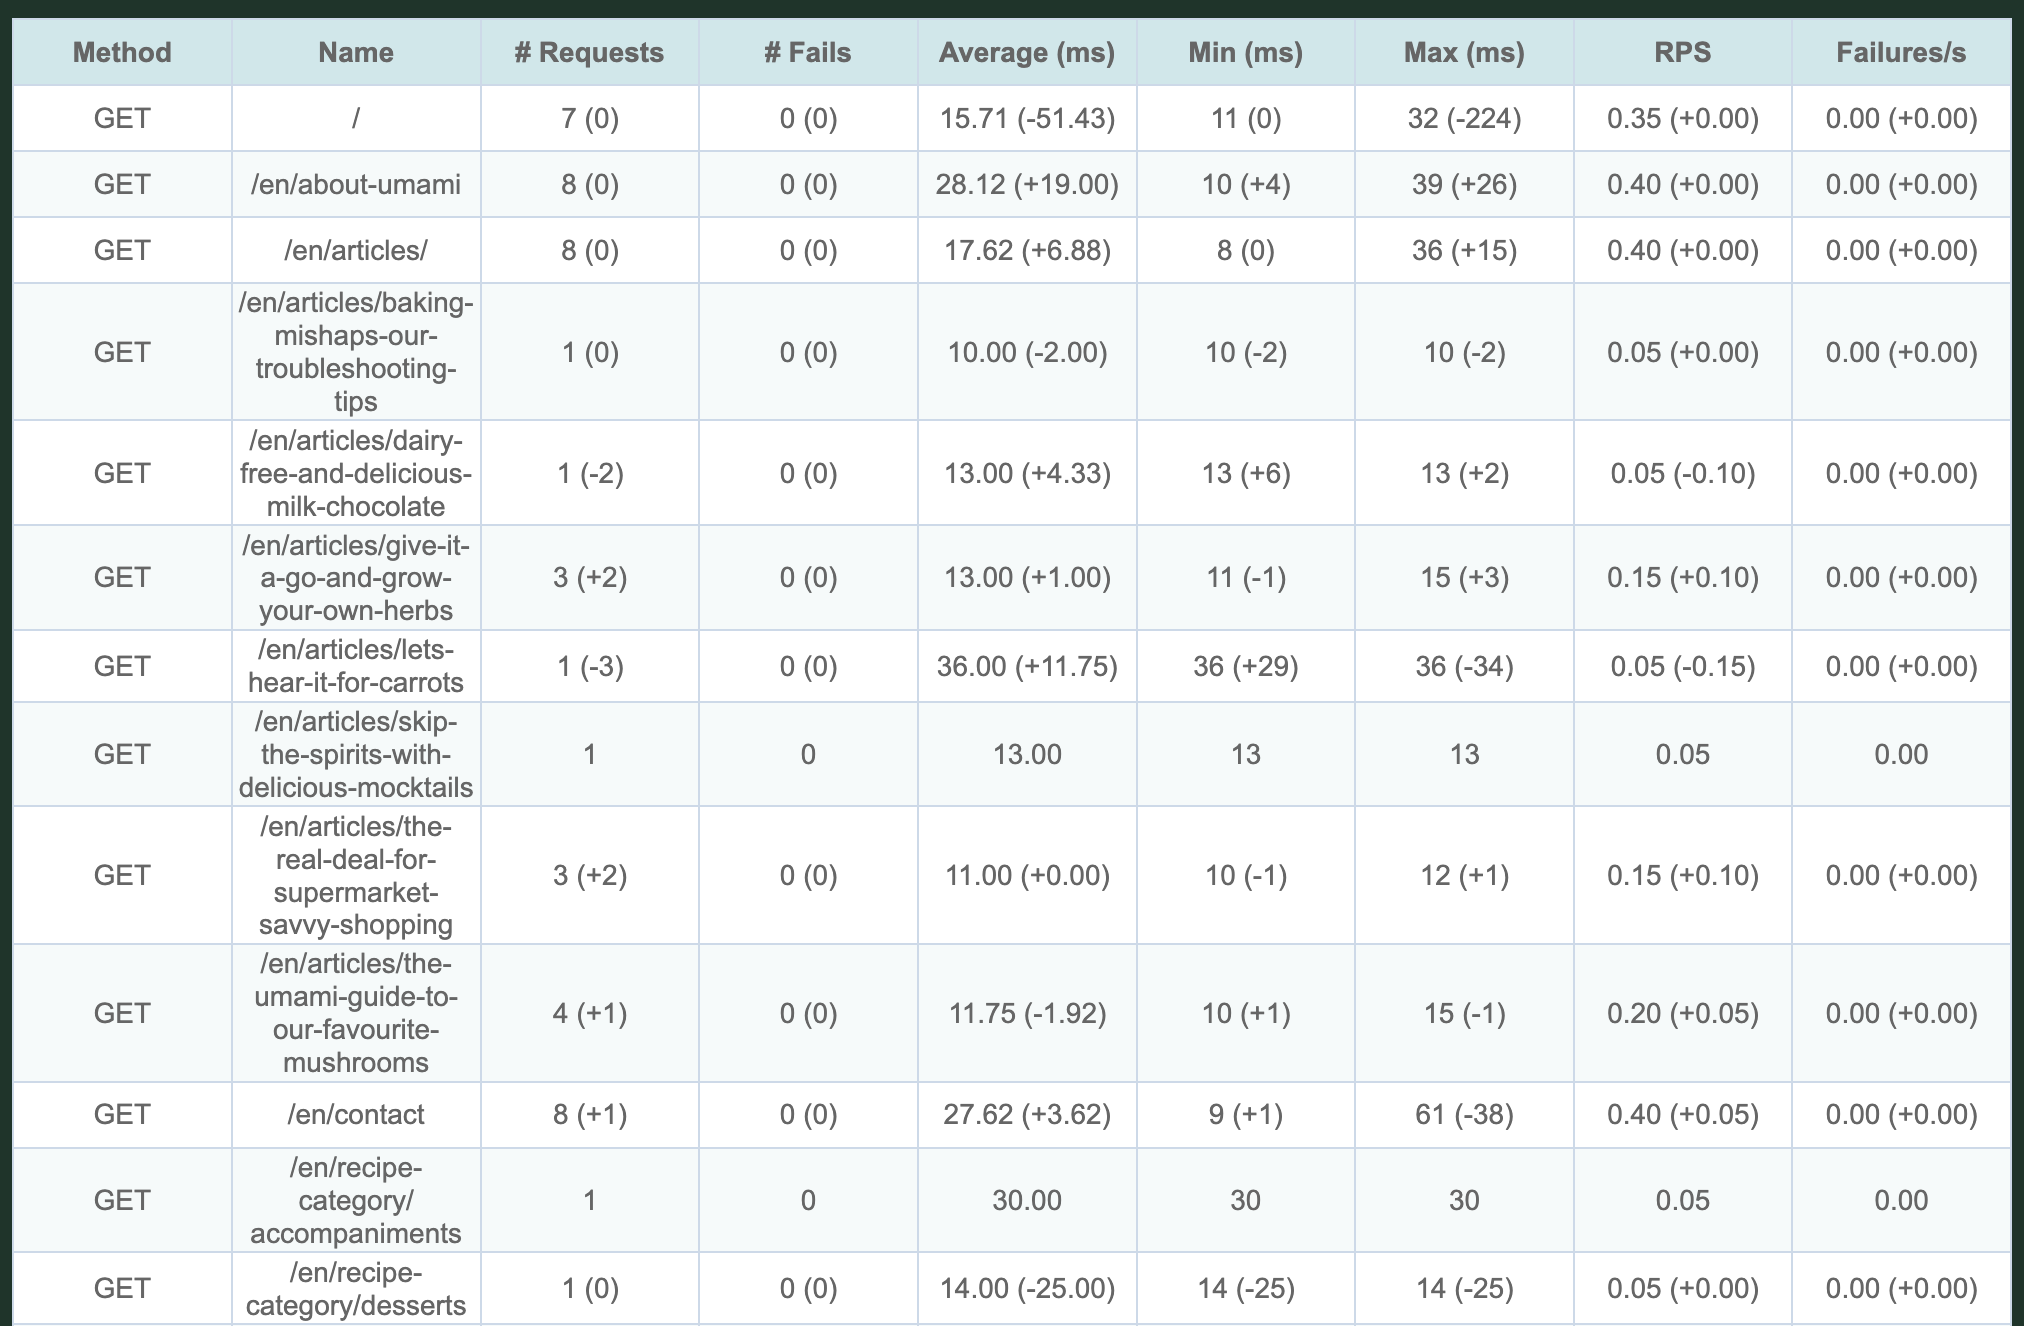 Method Name # Requests # Fails Average (ms) Min (ms) Max (ms) RPS Failures/s
GET / 7 (0) 0 (0) 15.71 (-51.43) 11 (0) 32 (-224) 0.35 (+0.00) 0.00 (+0.00)
GET /en/about-umami 8 (0) 0 (0) 28.12 (+19.00) 10 (+4) 39 (+26) 0.40 (+0.00) 0.00 (+0.00)
GET /en/articles/ 8 (0) 0 (0) 17.62 (+6.88) 8 (0) 36 (+15) 0.40 (+0.00) 0.00 (+0.00)
/en/articles/baking-
mishaps-our-
GET troubleshooting- 1 (0) 0 (0) 10.00 (-2.00) 10 (-2) 10 (-2) 0.05 (+0.00) 0.00 (+0.00)
tips
/en/articles/dairy-
GET free-and-delicious- 1 (-2) 0 (0) 13.00 (+4.33) 13 (+6) 13 (+2) 0.05 (-0.10) 0.00 (+0.00)
milk-chocolate
/en/articles/give-it-
GET a-go-and-grow- 3 (+2) 0 (0) 13.00 (+1.00) 11 (-1) 15 (+3) 0.15 (+0.10) 0.00 (+0.00)
your-own-herbs
/en/articles/lets-
GET hear-it-for-carrots 1 (-3) 0 (0) 36.00 (+11.75) 36 (+29) 36 (-34) 0.05 (-0.15) 0.00 (+0.00)
/en/articles/skip-
GET the-spirits-with- 1 0 13.00 13 13 0.05 0.00
delicious-mocktails
/en/articles/the-
real-deal-for-
GET supermarket- 3 (+2) 0 (0) 11.00 (+0.00) 10 (-1) 12 (+1) 0.15 (+0.10) 0.00 (+0.00)
savvy-shopping
/en/articles/the-
umami-guide-to-
GET our-favourite- 4 (+1) 0 (0) 11.75 (-1.92) 10 (+1) 15 (-1) 0.20 (+0.05) 0.00 (+0.00)
mushrooms
GET /en/contact 8 (+1) 0 (0) 27.62 (+3.62) 9 (+1) 61 (-38) 0.40 (+0.05) 0.00 (+0.00)
/en/recipe-
GET category/ 1 0 30.00 30 30 0.05 0.00
accompaniments
/en/recipe-
GET category/desserts 1 (0) 0 (0) 14.00 (-25.00) 14 (-25) 14 (-25) 0.05 (+0.00) 0.00 (+0.00)